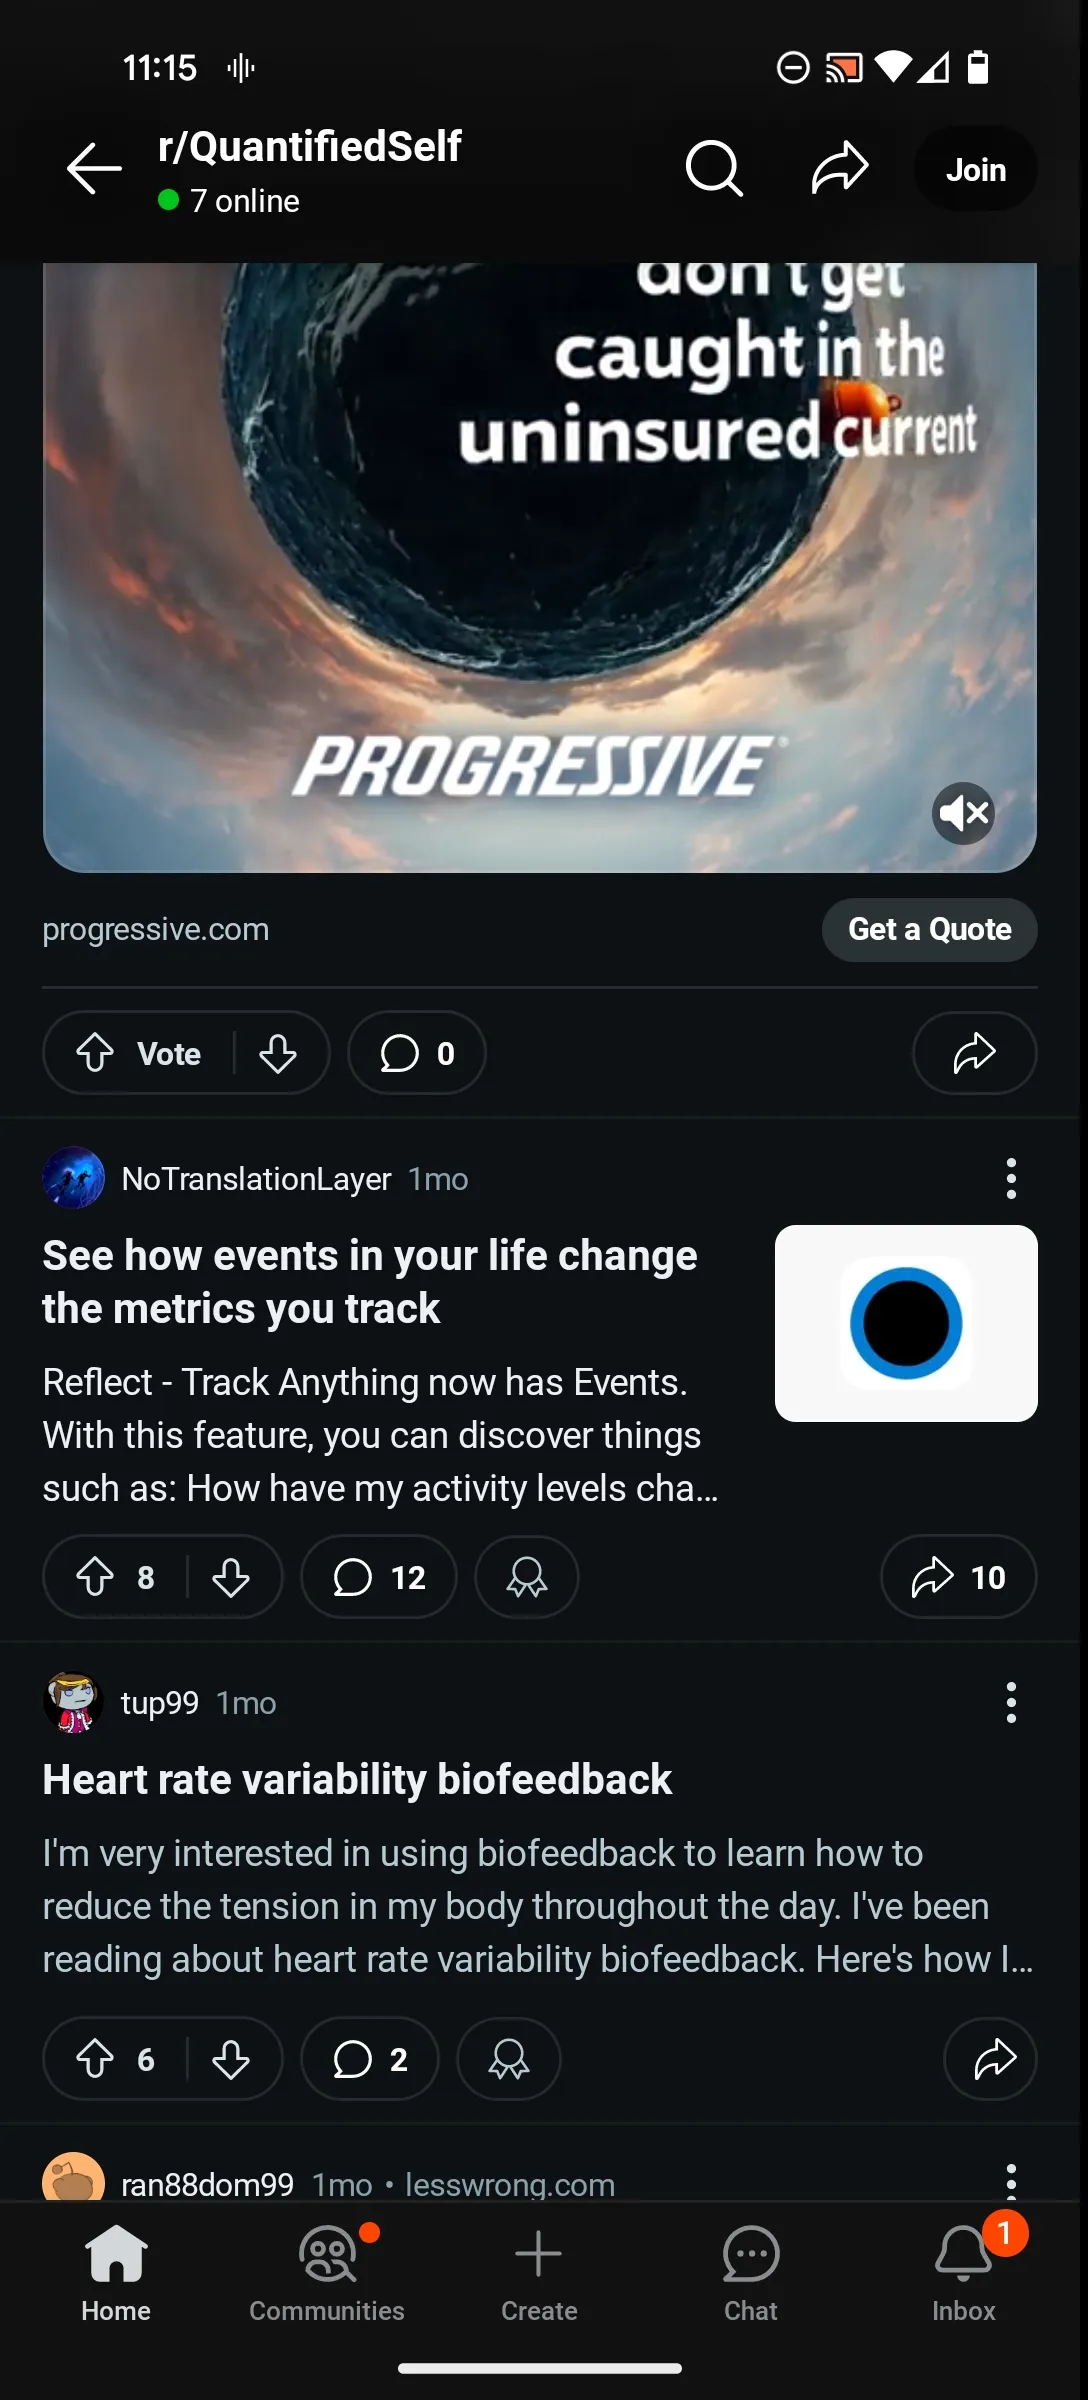 11:15
r/QuantifiedSelf
7 online
Join
don't get
caught in the
uninsured current
PROGRESSIVE®
progressive.com
Get a Quote
Vote
0
NoTranslationLayer 1mo
See how events in your life change
the metrics you track
Reflect - Track Anything now has Events.
With this feature, you can discover things
such as: How have my activity levels cha...
8
12
10
tup99 1mo
Heart rate variability biofeedback
I'm very interested in using biofeedback to learn how to
reduce the tension in my body throughout the day. I've been
reading about heart rate variability biofeedback. Here's how I...
6
2
ran88dom99 1mo • lesswrong.com
1
Home
Communities
Create
Chat
Inbox